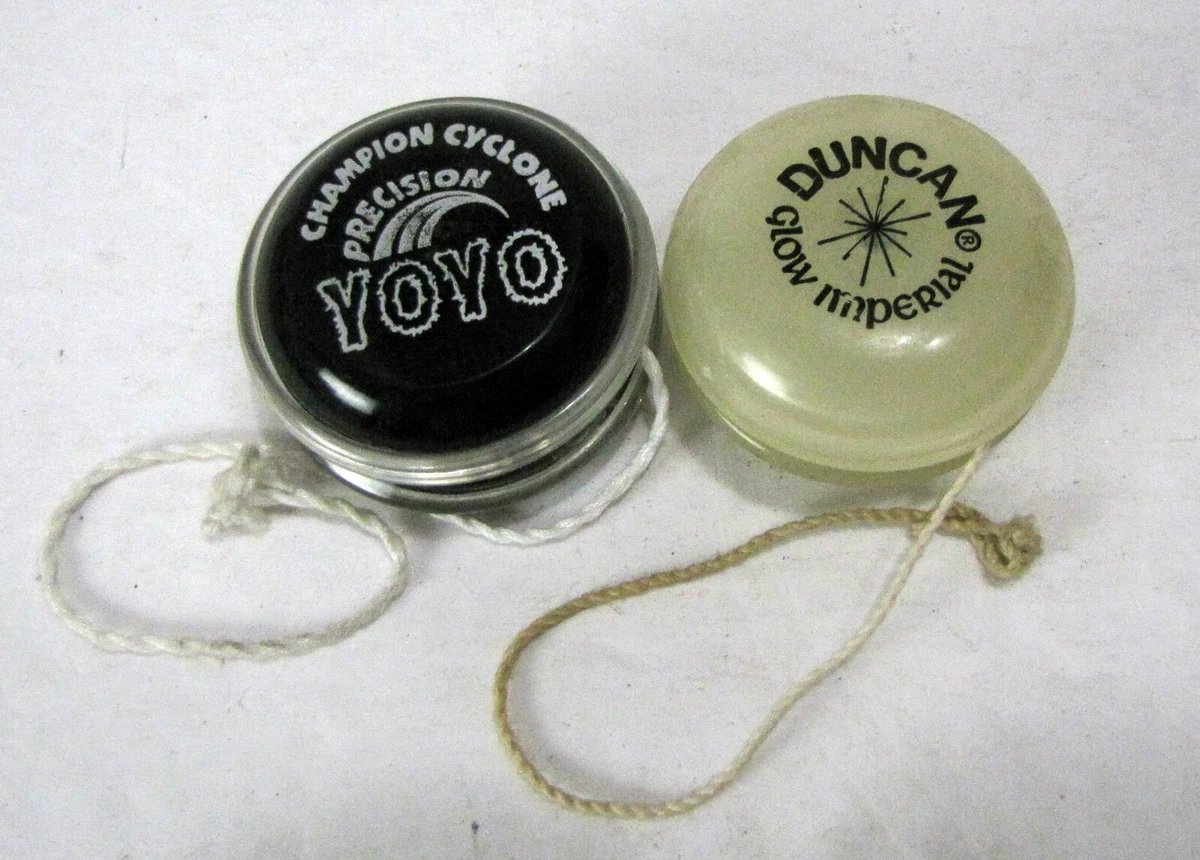 CHAMPION CYCLONE
PRECISION
YOYO
DUNCAN®
GLOW IMPERIAL